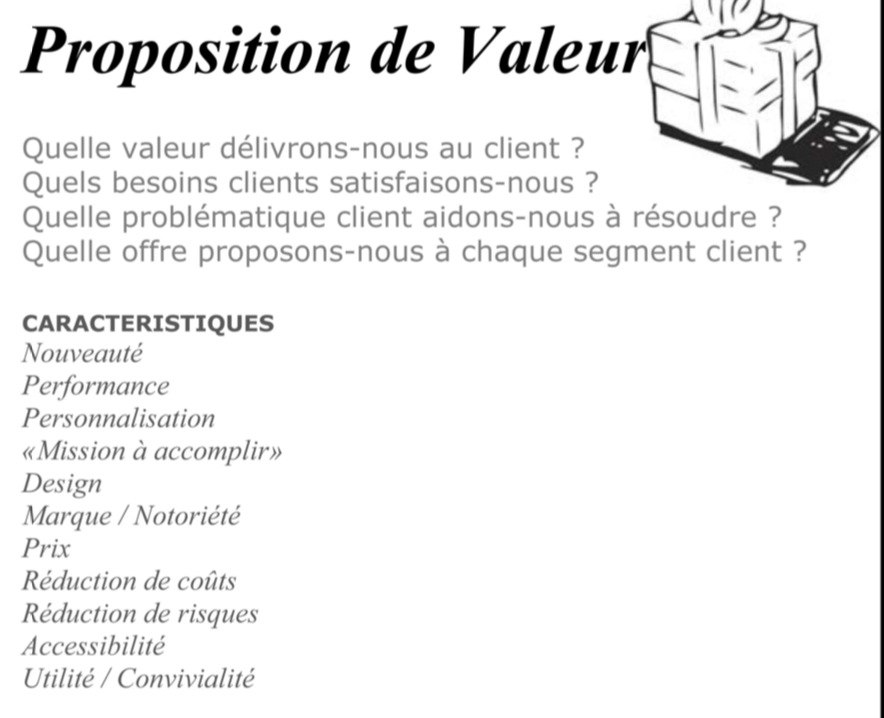 Proposition de Valeur
Quelle valeur délivrons-nous au client ?
Quels besoins clients satisfaisons-nous ?
Quelle problématique client aidons-nous à résoudre ?
Quelle offre proposons-nous à chaque segment client ?
CARACTERISTIQUES
Nouveauté
Performance
Personnalisation
«Mission à accomplir»
Design
Marque / Notoriété
Prix
Réduction de coûts
Réduction de risques
Accessibilité
Utilité / Convivialité